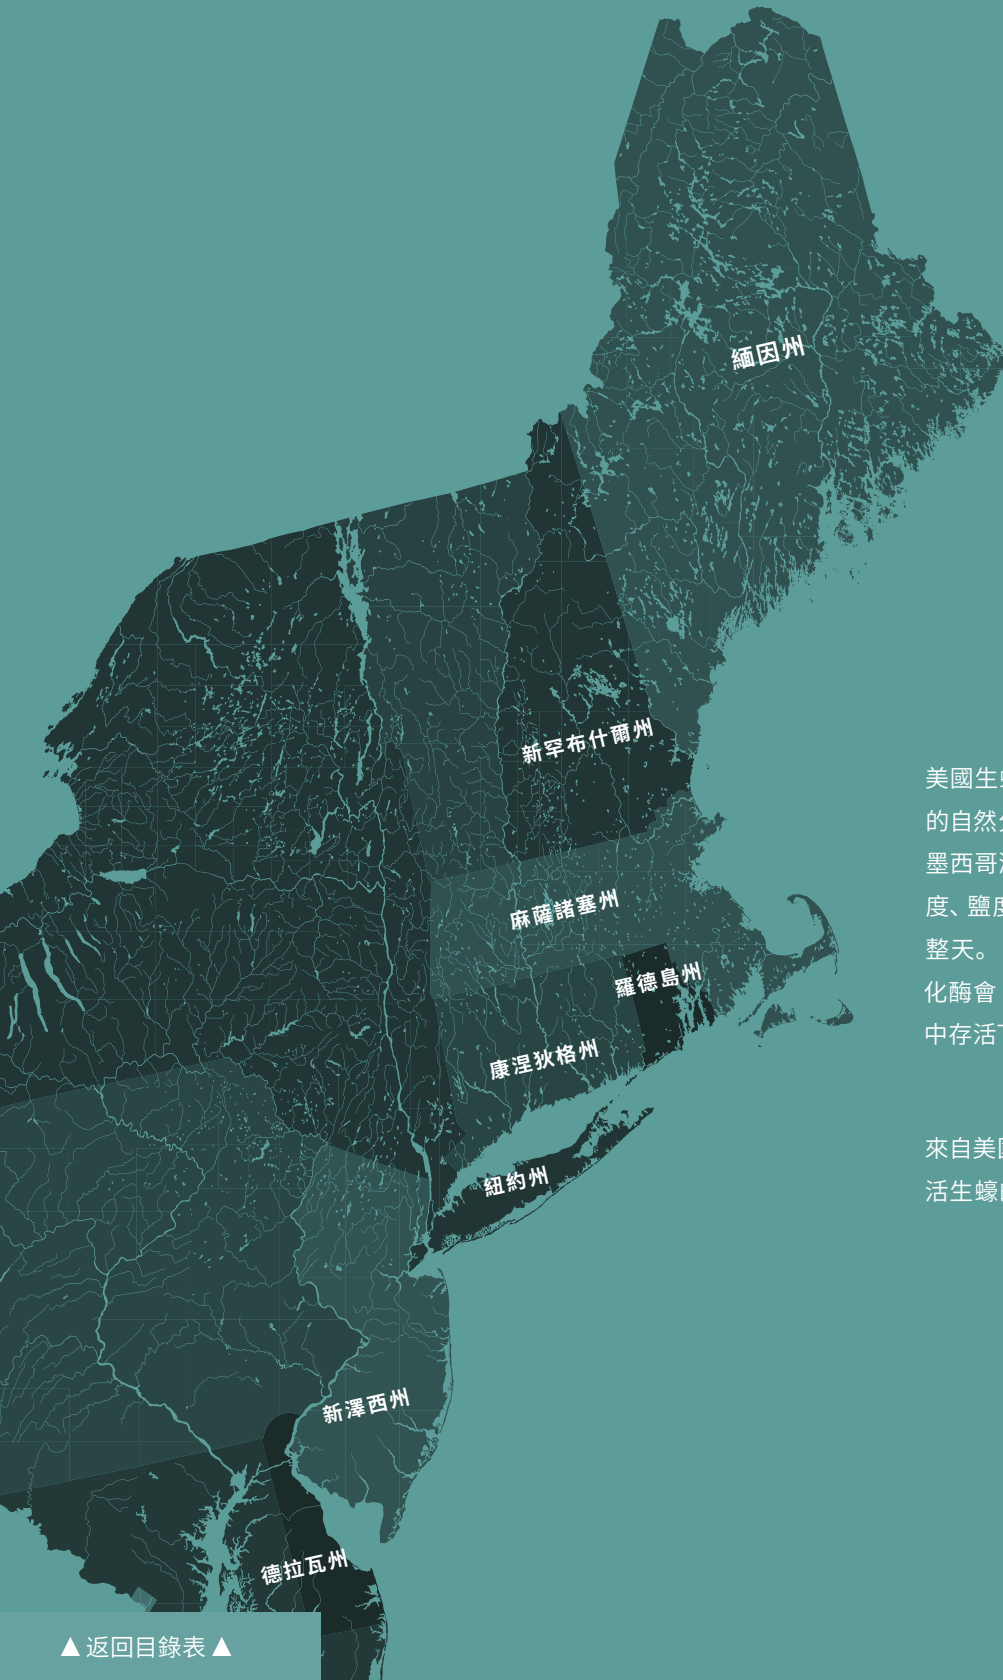 緬因州
新罕布什爾州
麻薩諸塞州
羅德島州
康涅狄格州
紐約州
新澤西州
德拉瓦州
美國生
的自然
墨西哥
度、鹽度
整天。
化酶會
中存活
來自美國
活生蠔
▲返回目錄表▲